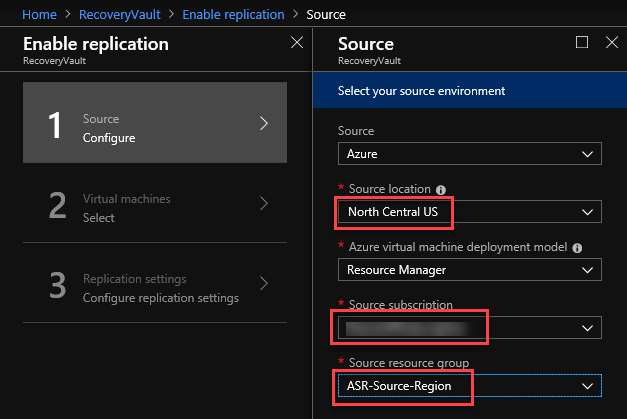 Home > RecoveryVault > Enable replication > Source
Enable replication
RecoveryVault
1
Source
Configure
2
Virtual machines
Select
3
Replication settings
Configure replication settings
Source
RecoveryVault
Select your source environment
Source
Azure
* Source location
North Central US
* Azure virtual machine deployment model
Resource Manager
* Source subscription
* Source resource group
ASR-Source-Region